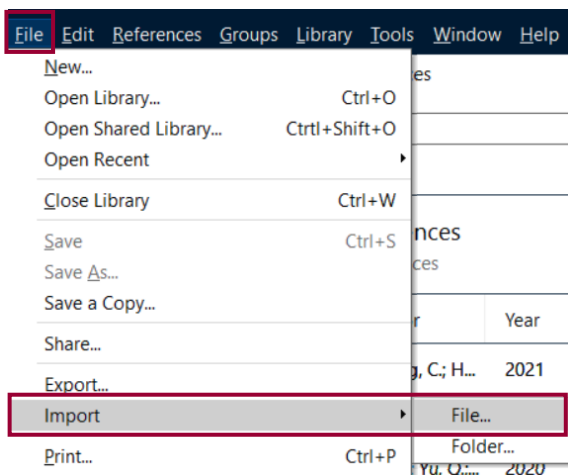 File Edit References Groups Library Tools Window Help
New...
es
Open Library... Ctrl+O
Open Shared Library... Ctrtl+Shift+O
Open Recent
Close Library Ctrl+W
Save Ctrl+S
nces
Save As...
ces
Save a Copy...
r Year
Share...
g, C.; H... 2021
Export...
Import File...
Folder...
Print... Ctrl+P
Yu, Q.:... 2020